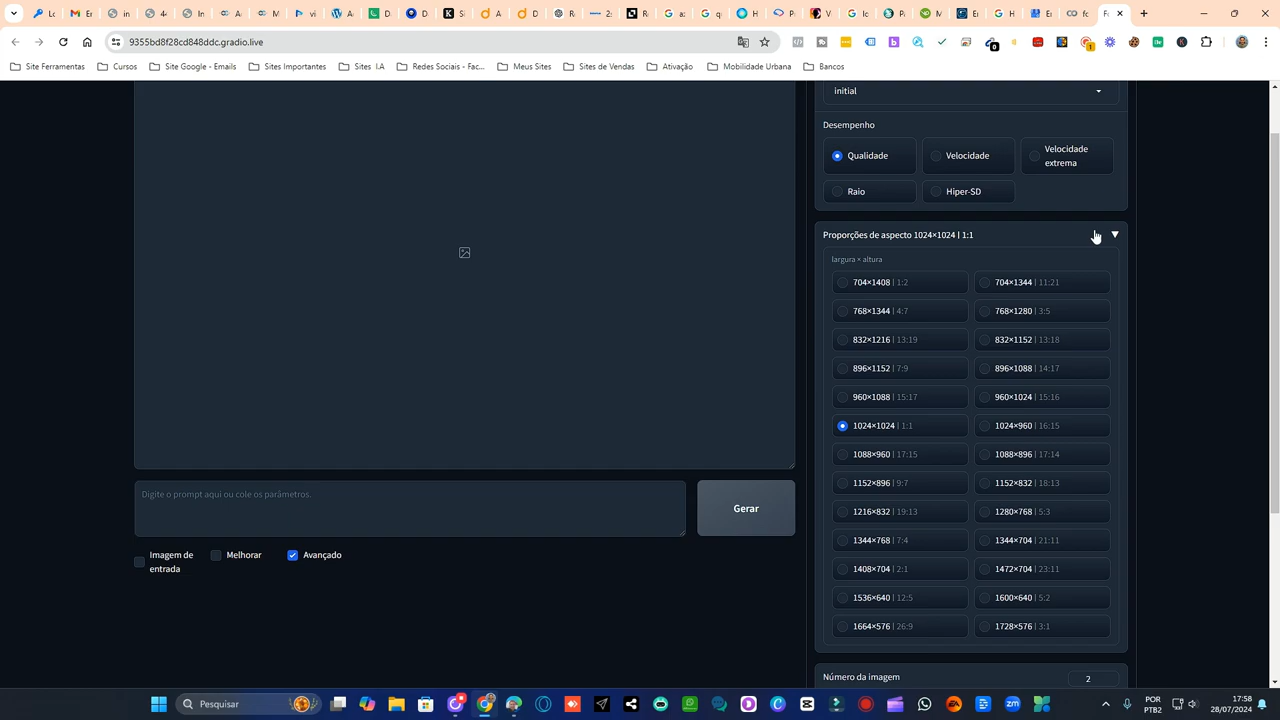 9355bd8f28cd848ddc.gradio.live
Site Ferramentas
Cursos
Site Google - Emails
Sites Importantes
Sites I.A
Redes Sociais - Fac...
Meus Sites
Sites de Vendas
Ativação
Mobilidade Urbana
Bancos
initial
Desempenho
Qualidade
Velocidade
Velocidade
extrema
Raio
Hiper-SD
Proporções de aspecto 1024×1024 | 1:1
largura × altura
704×1408 | 1:2
704×1344 | 11:21
768×1344 | 4:7
768×1280 | 3:5
832×1216 | 13:19
832×1152 | 13:18
896×1152 | 7:9
896×1088 | 14:17
960×1088 | 15:17
960×1024 | 15:16
1024×1024 | 1:1
1024×960 | 16:15
1088×960 | 17:15
1088×896 | 17:14
1152×896 | 9:7
1152×832 | 18:13
1216×832 | 19:13
1280×768 | 5:3
1344×768 | 7:4
1344×704 | 21:11
1408×704 | 2:1
1472×704 | 23:11
1536×640 | 12:5
1600×640 | 5:2
1664×576 | 26:9
1728×576 | 3:1
Digite o prompt aqui ou cole os parâmetros.
Gerar
Imagem de
entrada
Melhorar
Avançado
Número da imagem
2
Pesquisar
POR
PTB2
17:58
28/07/2024